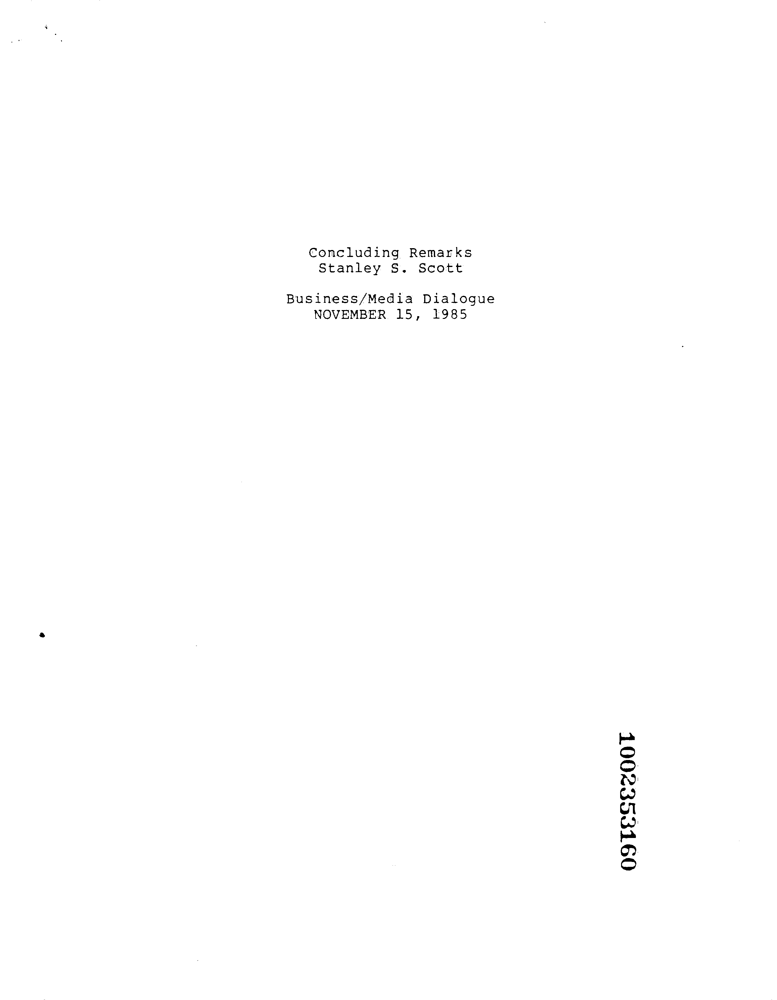 Concluding Remarks
Stanley S. Scott
Business/Media Dialogue
NOVEMBER 15, 1985
1002353160